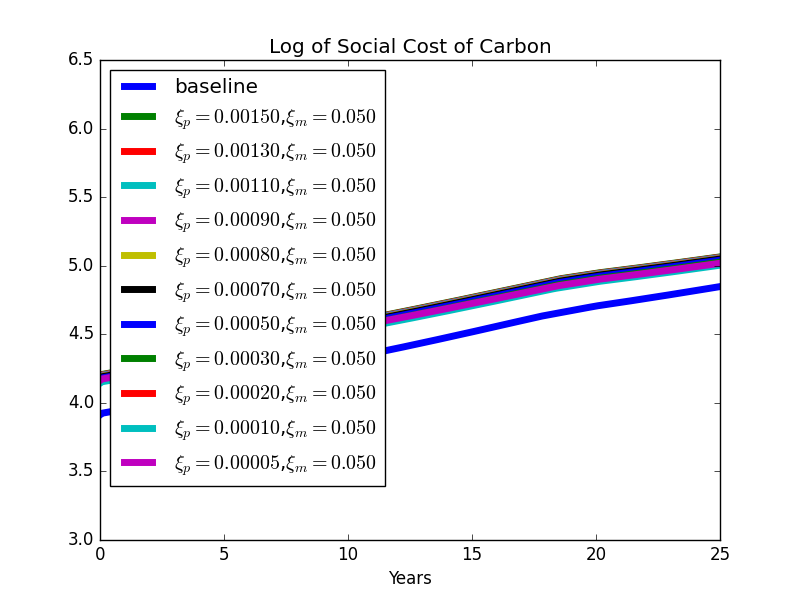 Log of Social Cost of Carbon
6.5
6.0
5.5
5.0
4.5
4.0
3.5
3.0
baseline
ξp = 0.00150,ξm = 0.050
ξp = 0.00130,ξm = 0.050
ξp = 0.00110,ξm = 0.050
ξp = 0.00090,ξm = 0.050
ξp = 0.00080,ξm = 0.050
ξp = 0.00070,ξm = 0.050
ξp = 0.00050,ξm = 0.050
ξp = 0.00030,ξm = 0.050
ξp = 0.00020,ξm = 0.050
ξp = 0.00010,ξm = 0.050
ξp = 0.00005,ξm = 0.050
0 5 10 15 20 25
Years